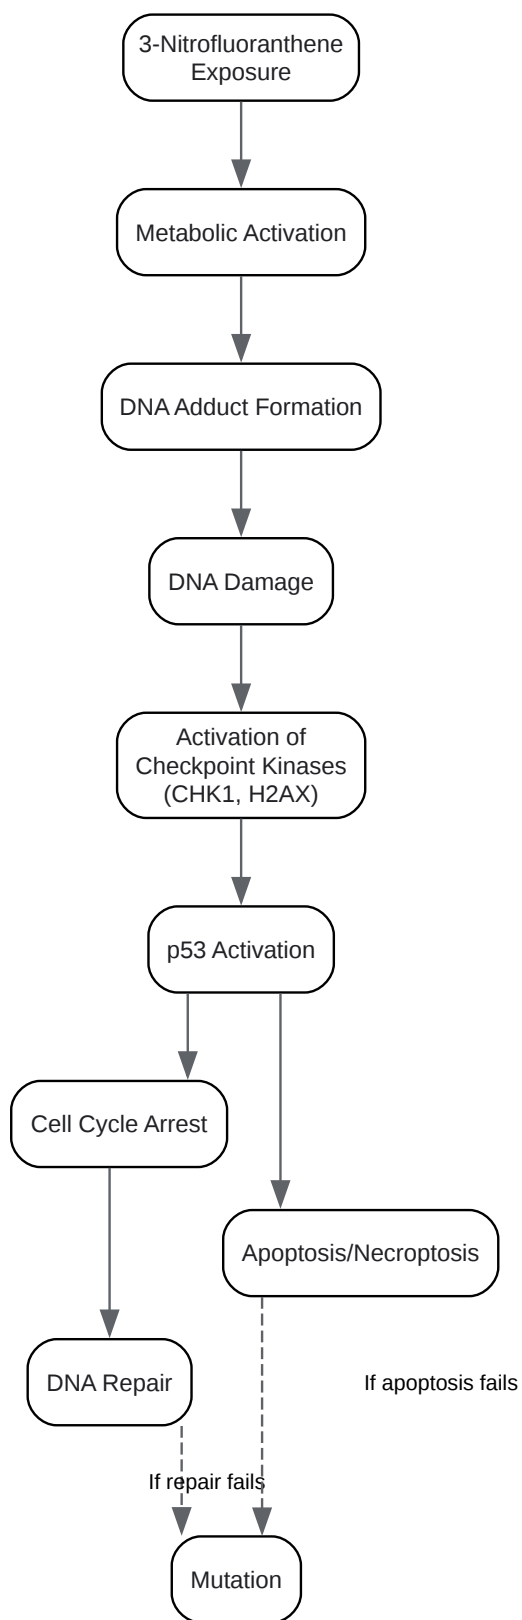 3-Nitrofluoranthene
Exposure
Metabolic Activation
DNA Adduct Formation
DNA Damage
Activation of
Checkpoint Kinases
(CHK1, H2AX)
p53 Activation
Cell Cycle Arrest
Apoptosis/Necroptosis
DNA Repair
If apoptosis fails
If repair fails
Mutation